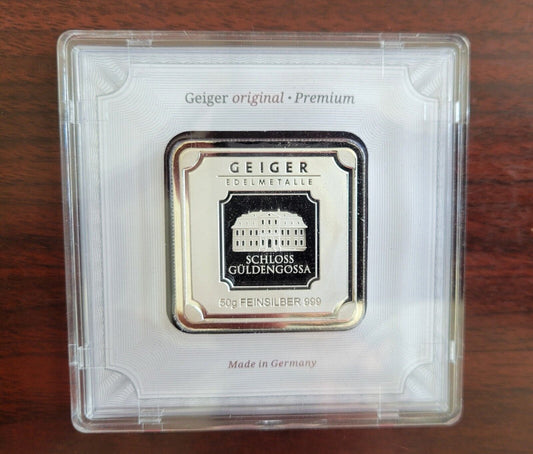 Geiger original • Premium
GEIGER
EDELMETALLE
SCHLOSS
GÜLDENGOSSA
50g FEINSILBER 999
Made in Germany